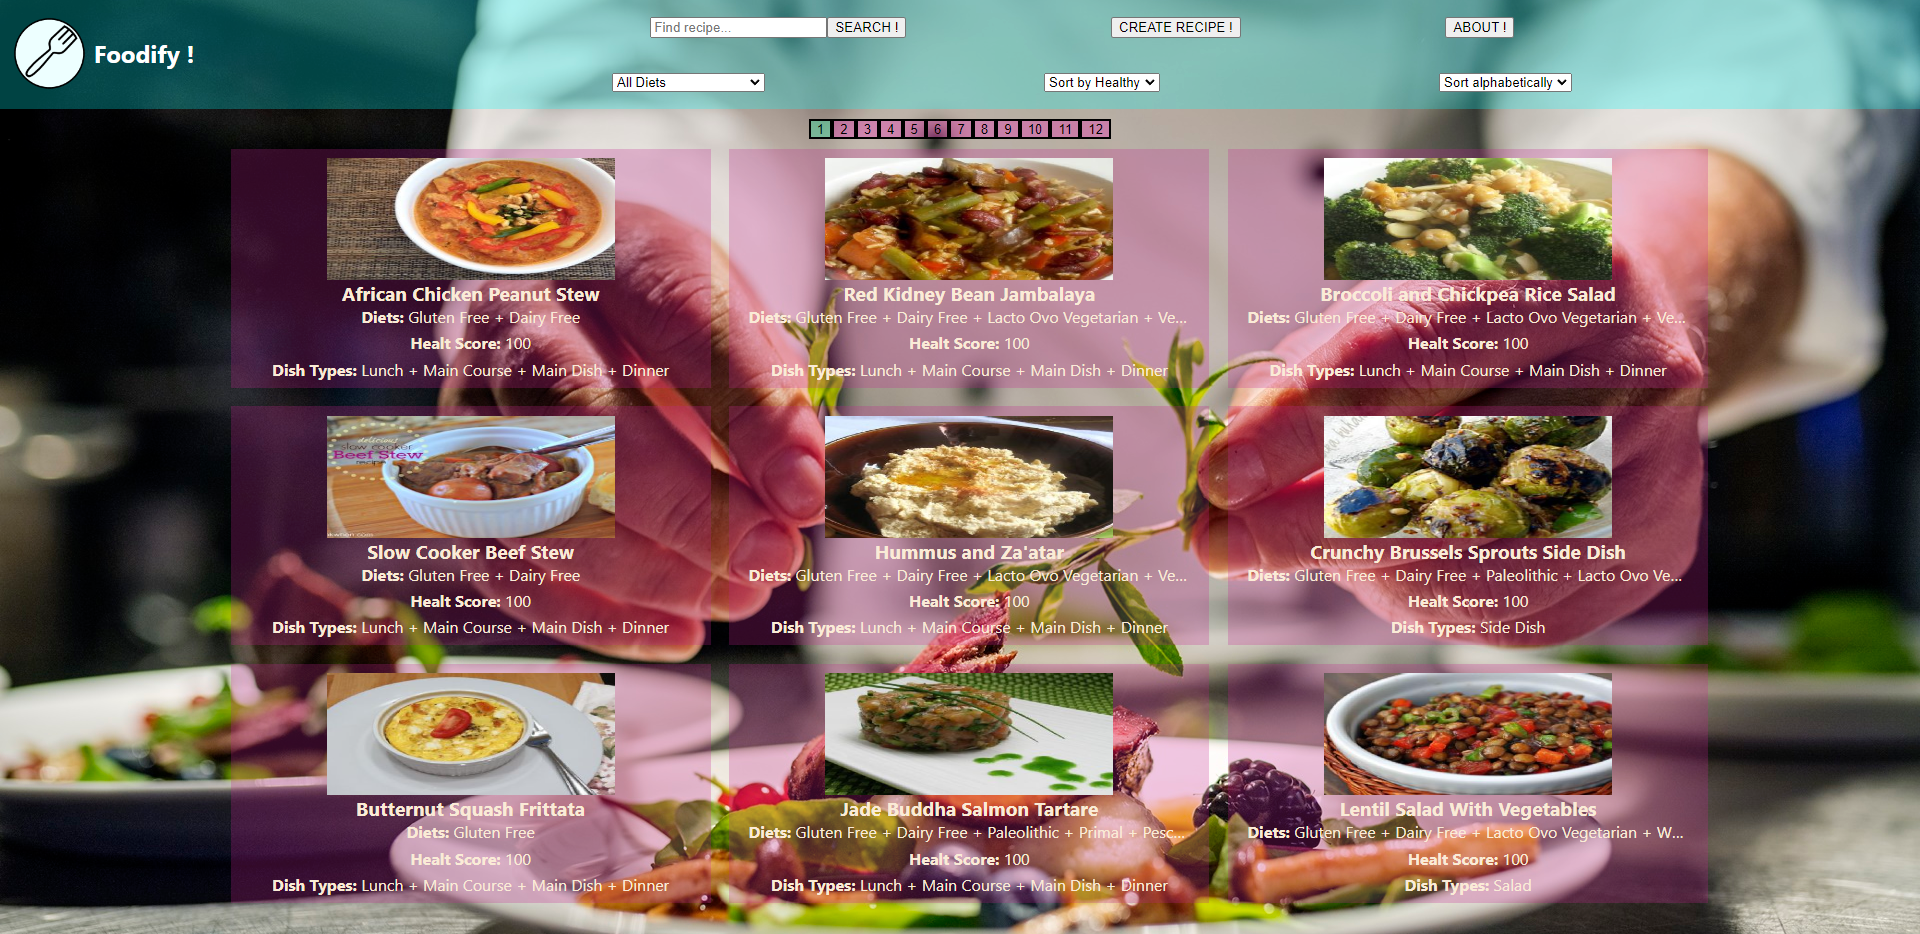 Foodify !
Find recipe... SEARCH ! CREATE RECIPE ! ABOUT !
All Diets Sort by Healthy Sort alphabetically
1 2 3 4 5 6 7 8 9 10 11 12
African Chicken Peanut Stew
Diets: Gluten Free + Dairy Free
Healt Score: 100
Dish Types: Lunch + Main Course + Main Dish + Dinner
Red Kidney Bean Jambalaya
Diets: Gluten Free + Dairy Free + Lacto Ovo Vegetarian + Ve...
Healt Score: 100
Dish Types: Lunch + Main Course + Main Dish + Dinner
Broccoli and Chickpea Rice Salad
Diets: Gluten Free + Dairy Free + Lacto Ovo Vegetarian + Ve...
Healt Score: 100
Dish Types: Lunch + Main Course + Main Dish + Dinner
delicious
slow cooker
Beef Stew
recipe
Slow Cooker Beef Stew
Diets: Gluten Free + Dairy Free
Healt Score: 100
Dish Types: Lunch + Main Course + Main Dish + Dinner
Hummus and Za'atar
Diets: Gluten Free + Dairy Free + Lacto Ovo Vegetarian + Ve...
Healt Score: 100
Dish Types: Lunch + Main Course + Main Dish + Dinner
Crunchy Brussels Sprouts Side Dish
Diets: Gluten Free + Dairy Free + Paleolithic + Lacto Ovo Ve...
Healt Score: 100
Dish Types: Side Dish
Butternut Squash Frittata
Diets: Gluten Free
Healt Score: 100
Dish Types: Lunch + Main Course + Main Dish + Dinner
Jade Buddha Salmon Tartare
Diets: Gluten Free + Dairy Free + Paleolithic + Primal + Pesc...
Healt Score: 100
Dish Types: Lunch + Main Course + Main Dish + Dinner
Lentil Salad With Vegetables
Diets: Gluten Free + Dairy Free + Lacto Ovo Vegetarian + W...
Healt Score: 100
Dish Types: Salad